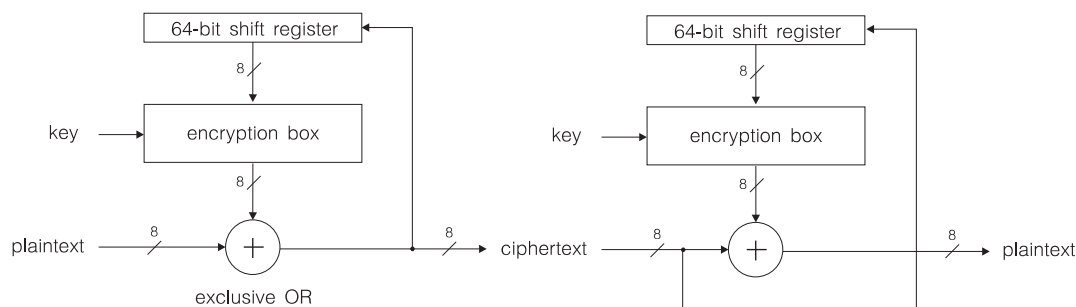 64-bit shift register
8
key
encryption box
8
plaintext
8
8
ciphertext
exclusive OR
64-bit shift register
8
key
encryption box
8
8
8
plaintext